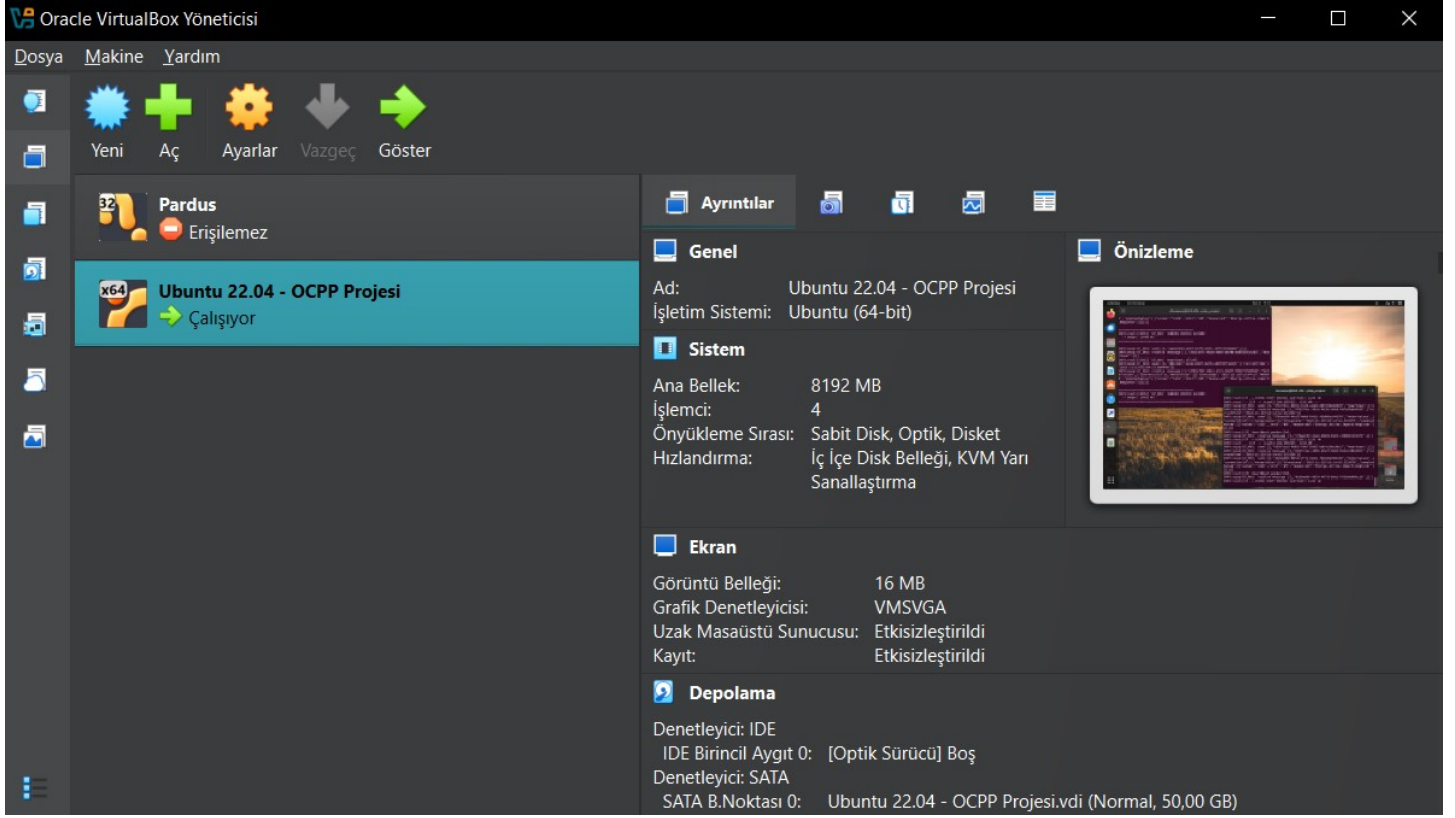 Oracle VirtualBox Yöneticisi
Dosya Makine Yardım
Yeni Aç Ayarlar Vazgeç Göster
32
Pardus
Erişilemez
x64
Ubuntu 22.04 - OCPP Projesi
Çalışıyor
Ayrıntılar
Genel
Ad: Ubuntu 22.04 - OCPP Projesi
İşletim Sistemi: Ubuntu (64-bit)
Sistem
Ana Bellek: 8192 MB
İşlemci: 4
Önyükleme Sırası: Sabit Disk, Optik, Disket
Hızlandırma: İç İçe Disk Belleği, KVM Yarı
Sanallaştırma
Önizleme
Ekran
Görüntü Belleği: 16 MB
Grafik Denetleyicisi: VMSVGA
Uzak Masaüstü Sunucusu: Etkisizleştirildi
Kayıt: Etkisizleştirildi
Depolama
Denetleyici: IDE
IDE Birincil Aygıt 0: [Optik Sürücü] Boş
Denetleyici: SATA
SATA B.Noktası 0: Ubuntu 22.04 - OCPP Projesi.vdi (Normal, 50,00 GB)